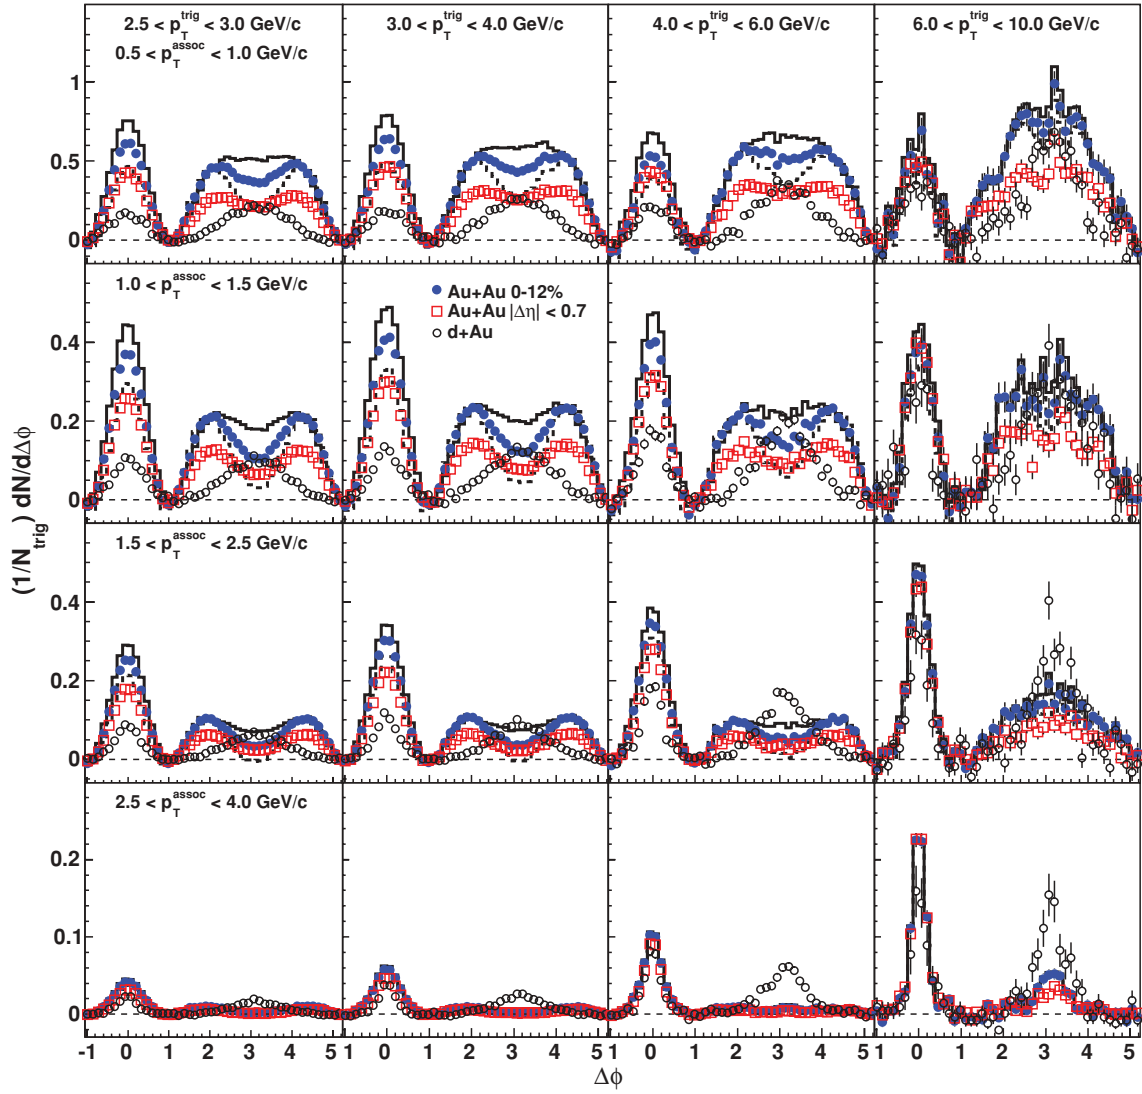 2.5 < p_T^trig < 3.0 GeV/c
0.5 < p_T^assoc < 1.0 GeV/c
3.0 < p_T^trig < 4.0 GeV/c
4.0 < p_T^trig < 6.0 GeV/c
6.0 < p_T^trig < 10.0 GeV/c
1
0.5
0
1.0 < p_T^assoc < 1.5 GeV/c
Au+Au 0-12%
Au+Au |Δη| < 0.7
d+Au
0.4
0.2
0
(1/N_trig) dN/dΔϕ
1.5 < p_T^assoc < 2.5 GeV/c
0.4
0.2
0
2.5 < p_T^assoc < 4.0 GeV/c
0.2
0.1
0
-1 0 1 2 3 4 5 1 0 1 2 3 4 5 1 0 1 2 3 4 5 1 0 1 2 3 4 5
Δϕ